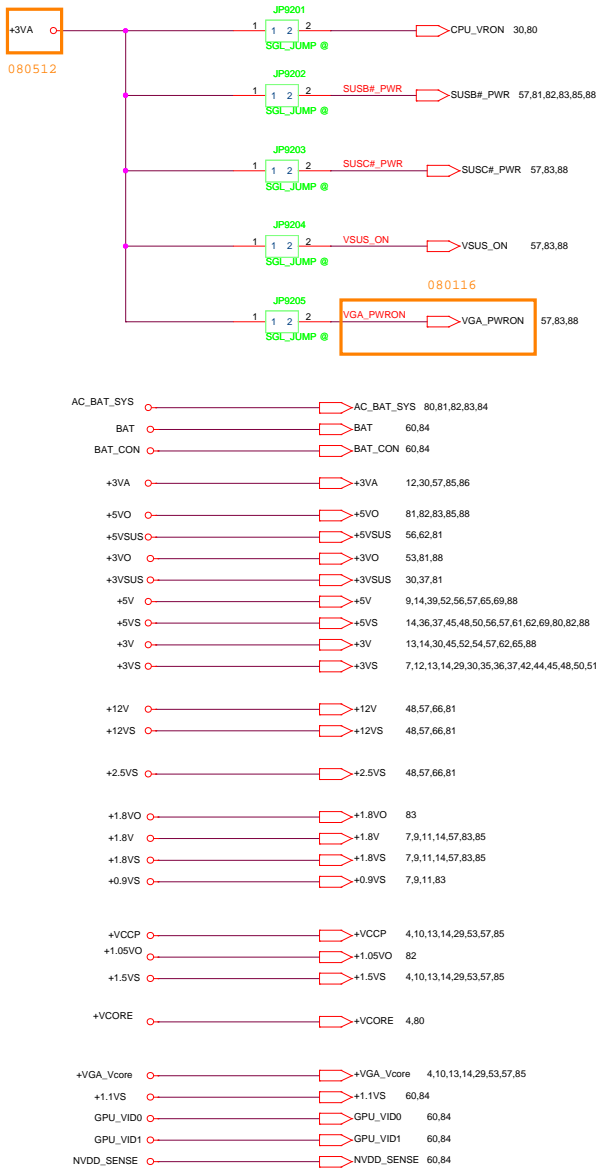 JP9201
+3VA 1 1 2 2 CPU_VRON 30,80
SGL_JUMP @
080512
JP9202
1 1 2 2 SUSB#_PWR SUSB#_PWR 57,81,82,83,85,88
SGL_JUMP @
JP9203
1 1 2 2 SUSC#_PWR SUSC#_PWR 57,83,88
SGL_JUMP @
JP9204
1 1 2 2 VSUS_ON VSUS_ON 57,83,88
SGL_JUMP @
080116
JP9205
1 1 2 2 VGA_PWRON VGA_PWRON 57,83,88
SGL_JUMP @
AC_BAT_SYS AC_BAT_SYS 80,81,82,83,84
BAT BAT 60,84
BAT_CON BAT_CON 60,84
+3VA +3VA 12,30,57,85,86
+5VO +5VO 81,82,83,85,88
+5VSUS +5VSUS 56,62,81
+3VO +3VO 53,81,88
+3VSUS +3VSUS 30,37,81
+5V +5V 9,14,39,52,56,57,65,69,88
+5VS +5VS 14,36,37,45,48,50,56,57,61,62,69,80,82,88
+3V +3V 13,14,30,45,52,54,57,62,65,88
+3VS +3VS 7,12,13,14,29,30,35,36,37,42,44,45,48,50,51
+12V +12V 48,57,66,81
+12VS +12VS 48,57,66,81
+2.5VS +2.5VS 48,57,66,81
+1.8VO +1.8VO 83
+1.8V +1.8V 7,9,11,14,57,83,85
+1.8VS +1.8VS 7,9,11,14,57,83,85
+0.9VS +0.9VS 7,9,11,83
+VCCP +VCCP 4,10,13,14,29,53,57,85
+1.05VO +1.05VO 82
+1.5VS +1.5VS 4,10,13,14,29,53,57,85
+VCORE +VCORE 4,80
+VGA_Vcore +VGA_Vcore 4,10,13,14,29,53,57,85
+1.1VS +1.1VS 60,84
GPU_VID0 GPU_VID0 60,84
GPU_VID1 GPU_VID1 60,84
NVDD_SENSE NVDD_SENSE 60,84